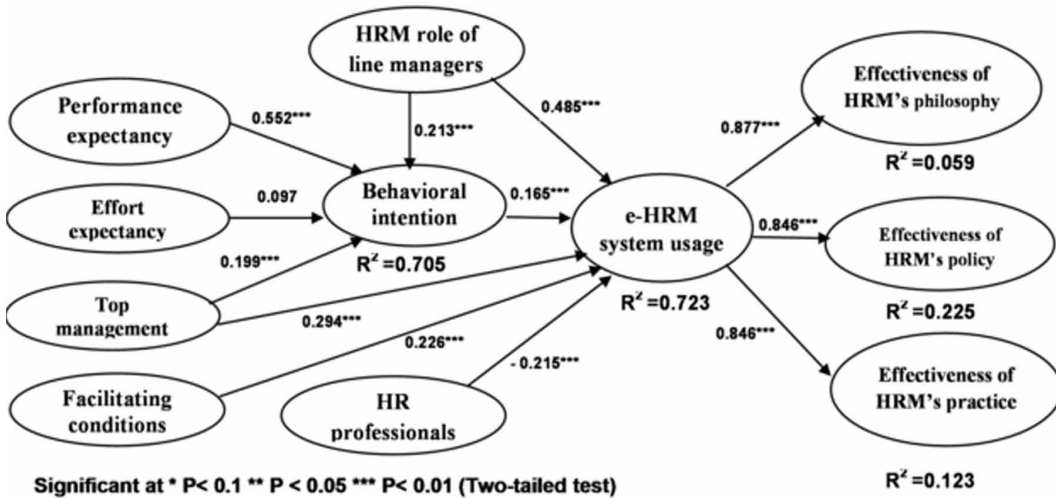 HRM role of
line managers
Effectiveness of
HRM's philosophy
Performance
expectancy
0.552***
0.213***
0.485***
0.877***
R²=0.059
Effort
expectancy
0.097
Behavioral
intention
0.165***
e-HRM
system usage
0.846***
Effectiveness of
HRM's policy
0.199***
R²=0.705
R²=0.723
R²=0.225
Top
management
0.294***
0.226***
- 0.215***
0.846***
Facilitating
conditions
HR
professionals
Effectiveness of
HRM's practice
R²=0.123
Significant at * P< 0.1 ** P < 0.05 *** P< 0.01 (Two-tailed test)